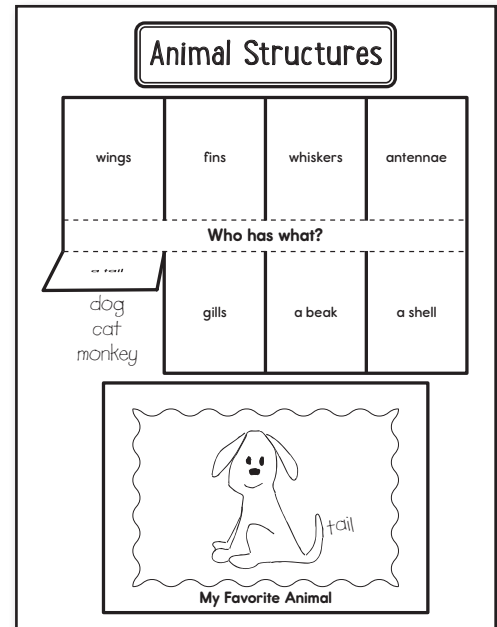 Animal Structures
wings fins whiskers antennae
Who has what?
a tail
gills a beak a shell
dog
cat
monkey
tail
My Favorite Animal